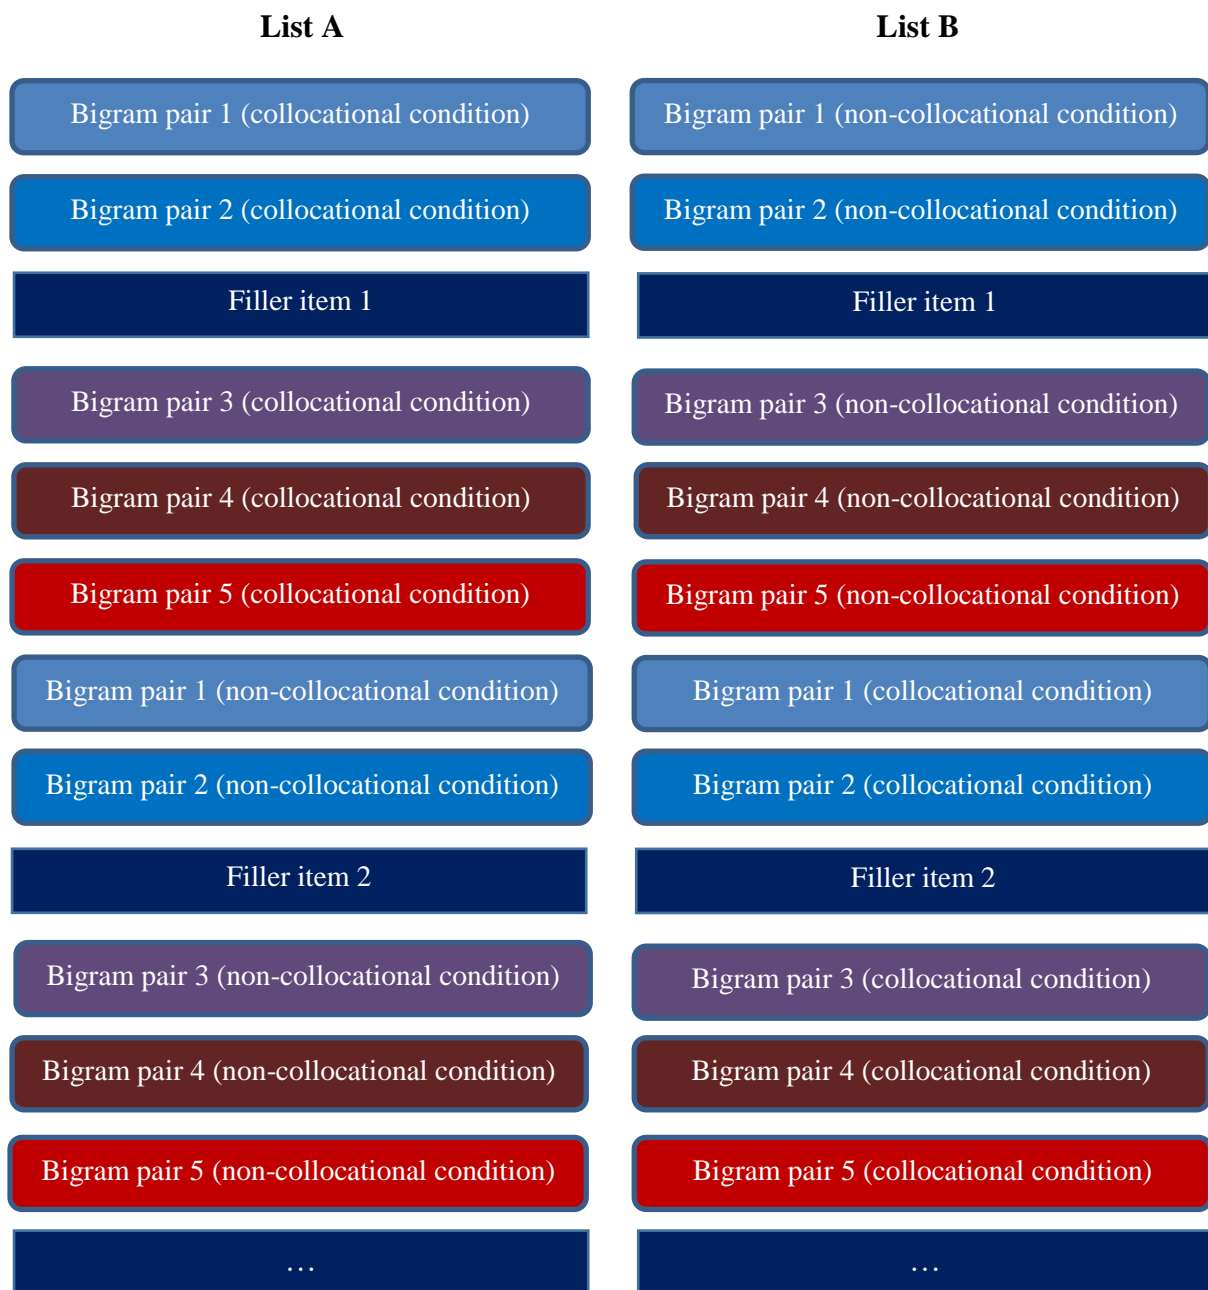 List A
List B
Bigram pair 1 (collocational condition)
Bigram pair 1 (non-collocational condition)
Bigram pair 2 (collocational condition)
Bigram pair 2 (non-collocational condition)
Filler item 1
Filler item 1
Bigram pair 3 (collocational condition)
Bigram pair 3 (non-collocational condition)
Bigram pair 4 (collocational condition)
Bigram pair 4 (non-collocational condition)
Bigram pair 5 (collocational condition)
Bigram pair 5 (non-collocational condition)
Bigram pair 1 (non-collocational condition)
Bigram pair 1 (collocational condition)
Bigram pair 2 (non-collocational condition)
Bigram pair 2 (collocational condition)
Filler item 2
Filler item 2
Bigram pair 3 (non-collocational condition)
Bigram pair 3 (collocational condition)
Bigram pair 4 (non-collocational condition)
Bigram pair 4 (collocational condition)
Bigram pair 5 (non-collocational condition)
Bigram pair 5 (collocational condition)
…
…